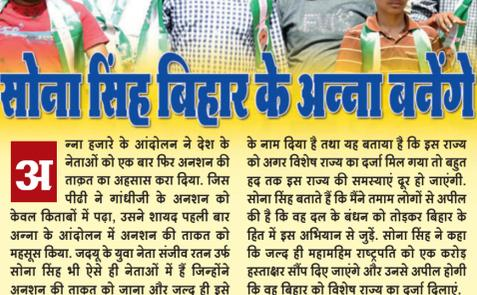 सोना सिंह बिहार के अन्ना बनेंगे
अन्ना हजारे के आंदोलन ने देश के
नेताओं को एक बार फिर अनशन की
ताक़त का अहसास करा दिया. जिस
पीढी ने गांधीजी के अनशन को
केवल किताबों में पढ़ा, उसने शायद पहली बार
अन्ना के आंदोलन में अनशन की ताकत को
महसूस किया. जदयू के युवा नेता संजीव रतन उर्फ
सोना सिंह भी ऐसे ही नेताओं में हैं जिन्होंने
अनशन की ताकत को जाना और जल्द ही इसे
के नाम दिया है तथा यह बताया है कि इस राज्य
को अगर विशेष राज्य का दर्जा मिल गया तो बहुत
हद तक इस राज्य की समस्याएं दूर हो जाएंगी.
सोना सिंह बताते हैं कि मैंने तमाम लोगों से अपील
की है कि वह दल के बंधन को तोड़कर बिहार के
हित में इस अभियान से जुड़ें. सोना सिंह ने कहा
कि जल्द ही महामहिम राष्ट्रपति को एक करोड़
हस्ताक्षर सौंप दिए जाएंगे और उनसे अपील होगी
कि वह बिहार को विशेष राज्य का दर्जा दिलाएं.